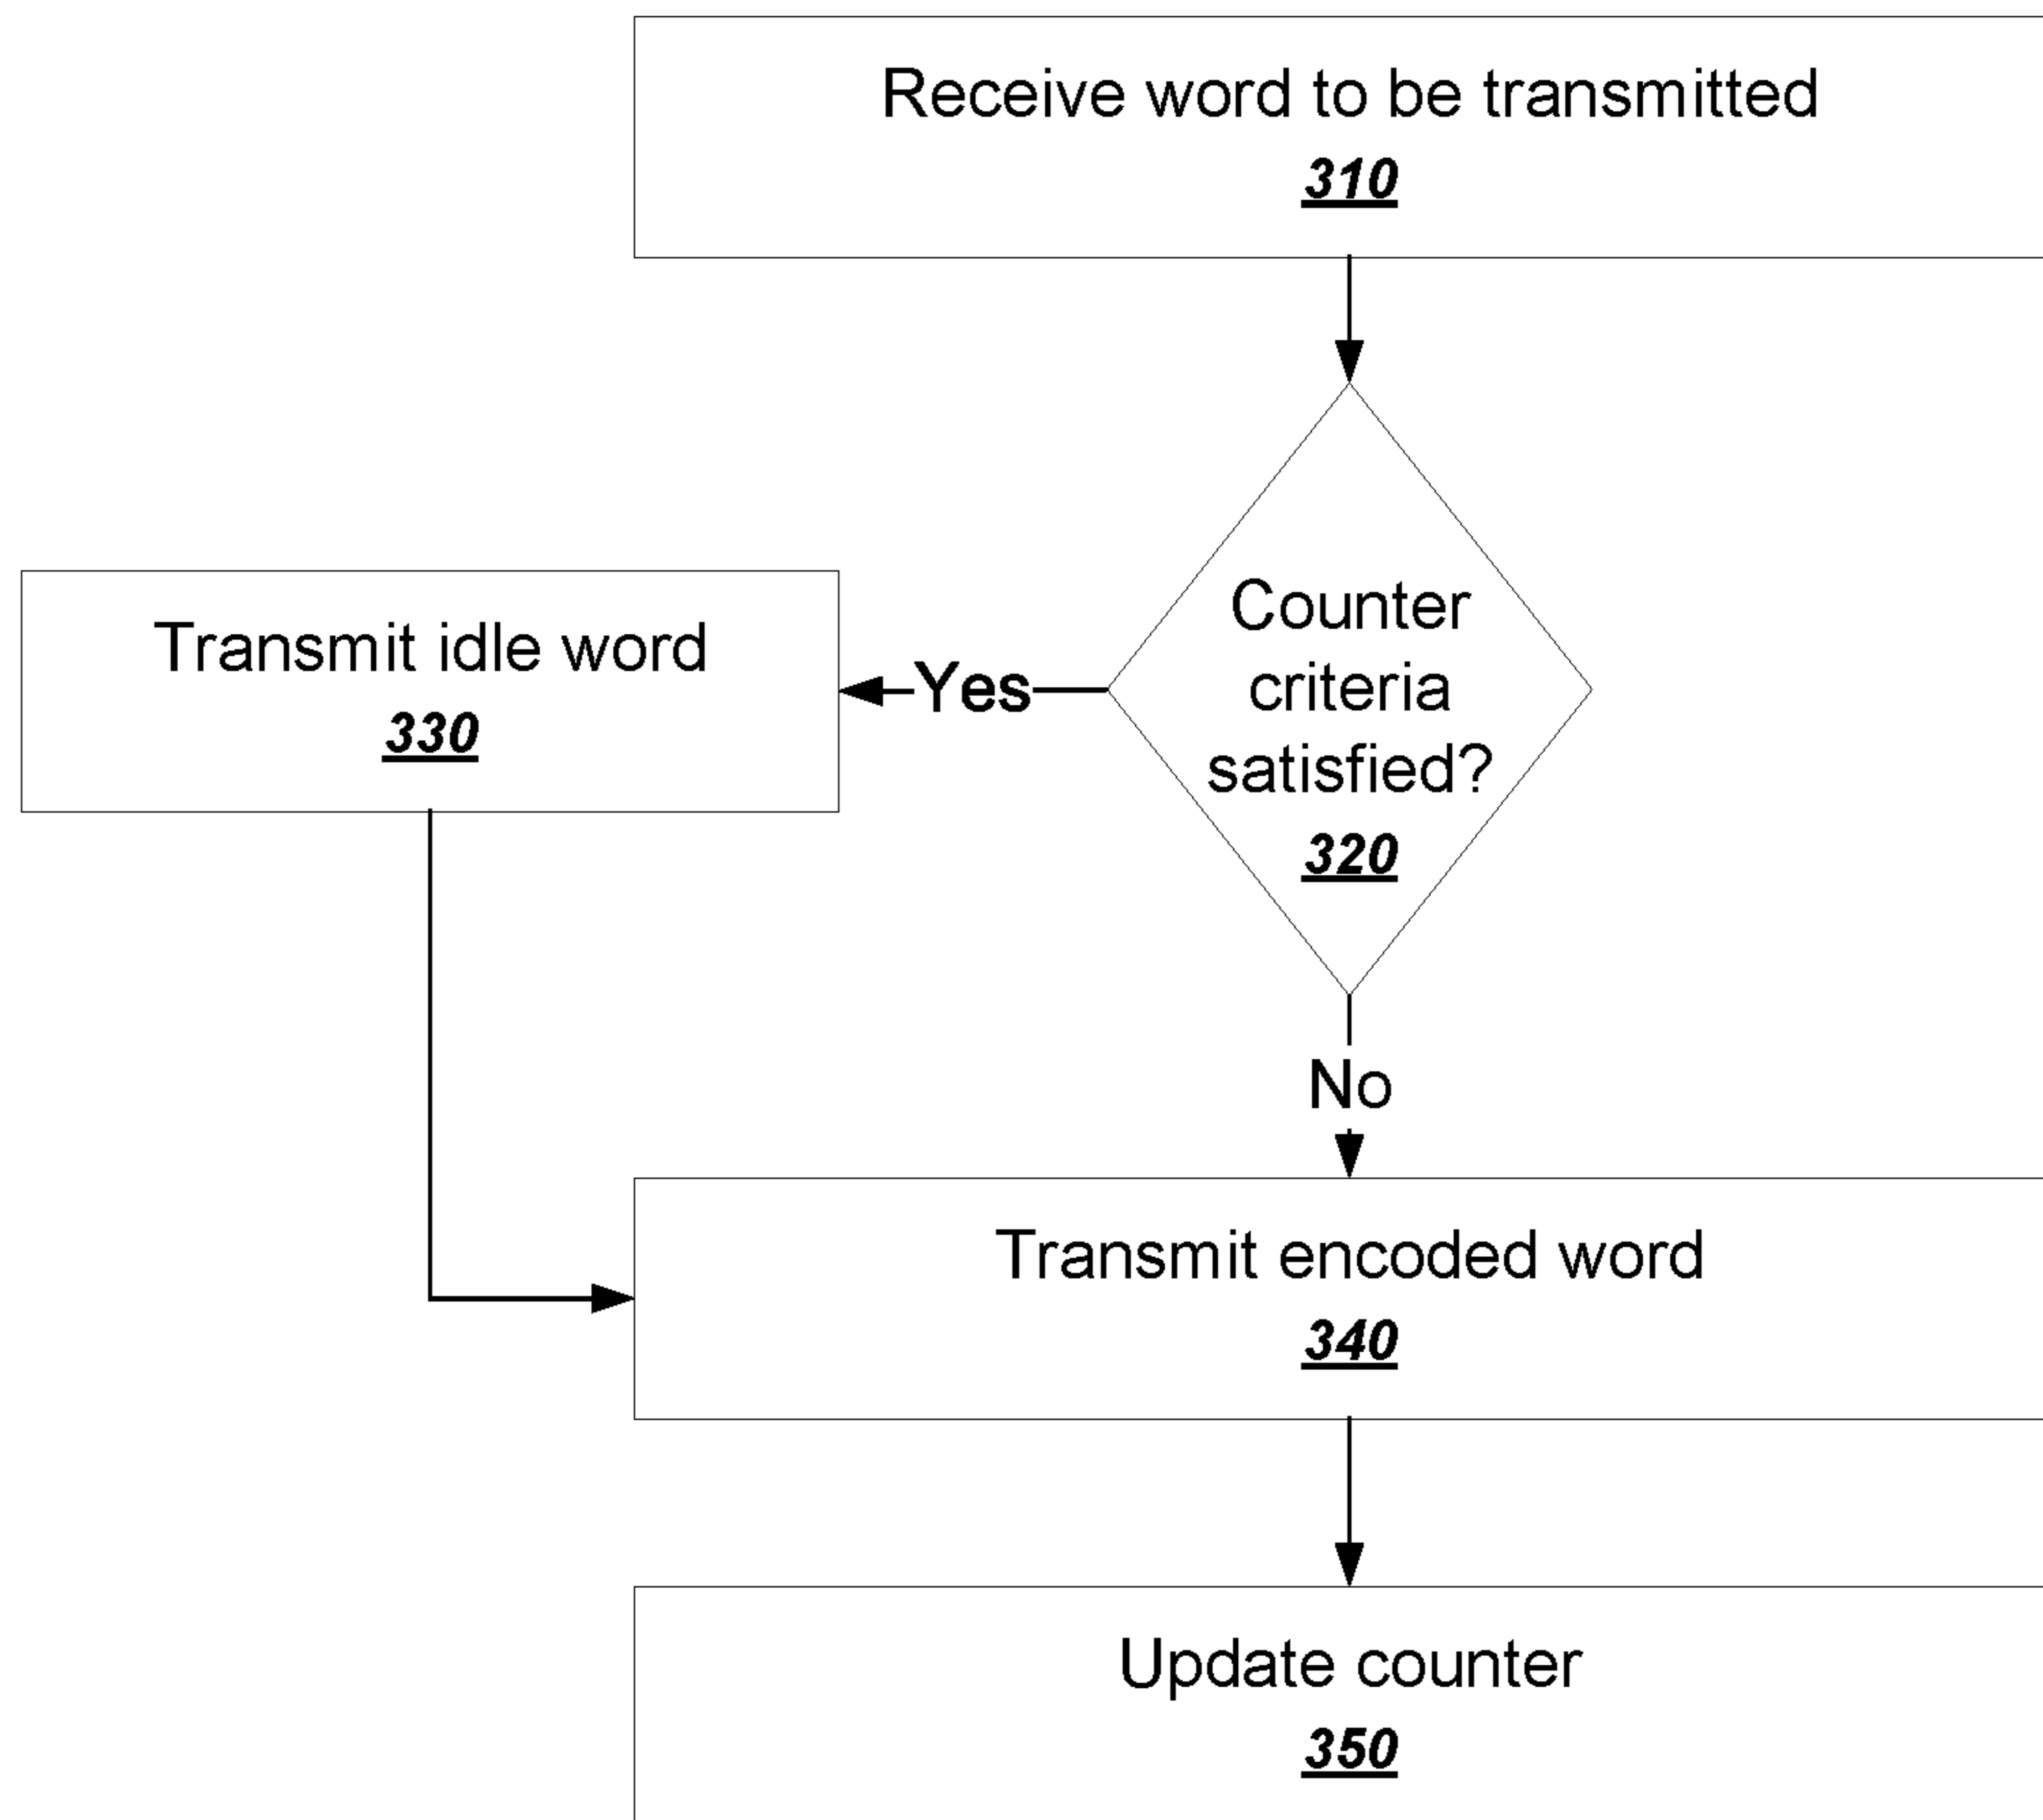 Receive word to be transmitted
310
Counter
criteria
satisfied?
320
Yes
Transmit idle word
330
No
Transmit encoded word
340
Update counter
350